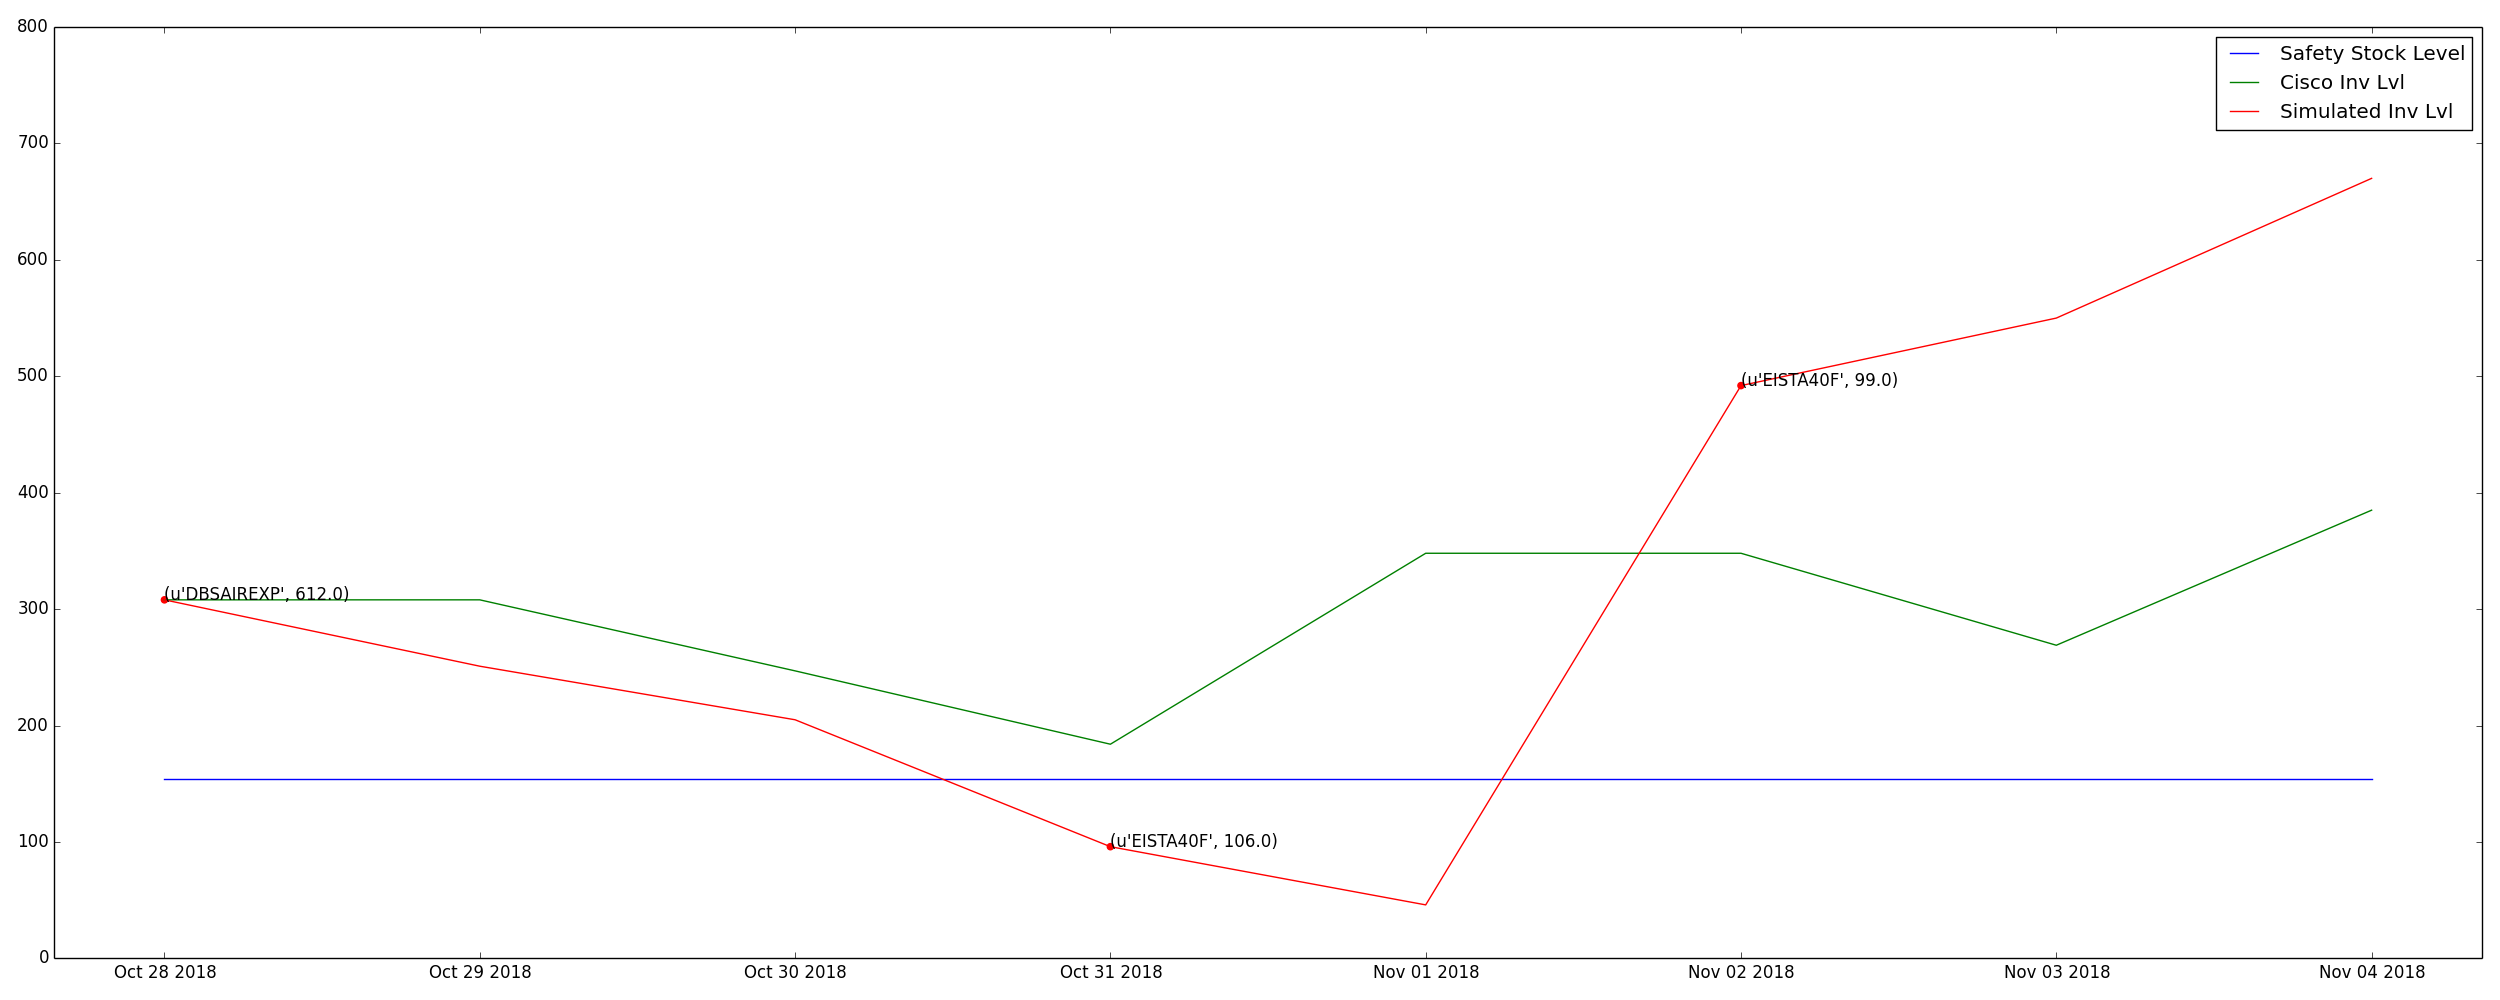 800
700
600
500
400
300
200
100
0
Safety Stock Level
Cisco Inv Lvl
Simulated Inv Lvl
(u'EISTA40F', 99.0)
(u'DBSAIREXP', 612.0)
(u'EISTA40F', 106.0)
Oct 28 2018
Oct 29 2018
Oct 30 2018
Oct 31 2018
Nov 01 2018
Nov 02 2018
Nov 03 2018
Nov 04 2018